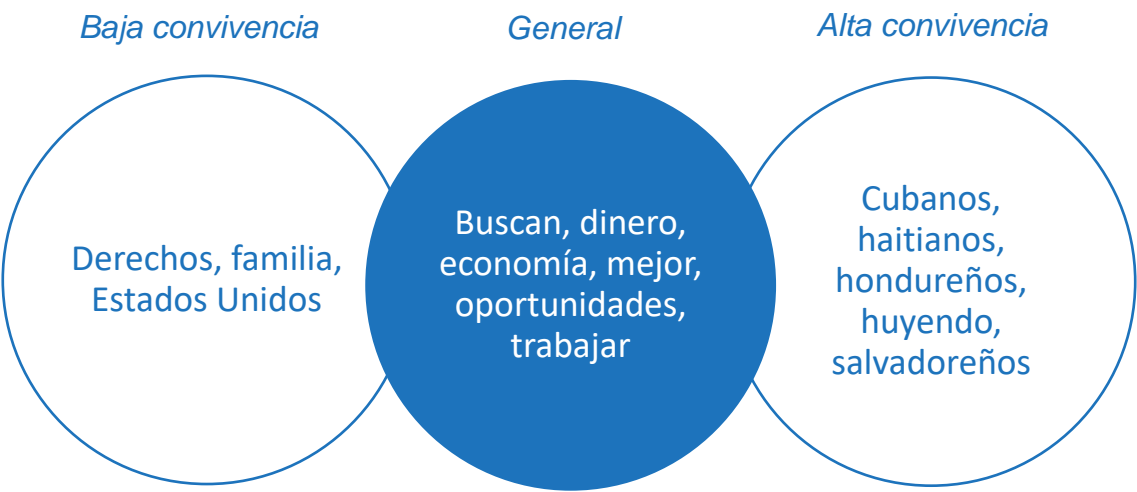 Baja convivencia
General
Alta convivencia
Derechos, familia,
Estados Unidos
Buscan, dinero,
economía, mejor,
oportunidades,
trabajar
Cubanos,
haitianos,
hondureños,
huyendo,
salvadoreños